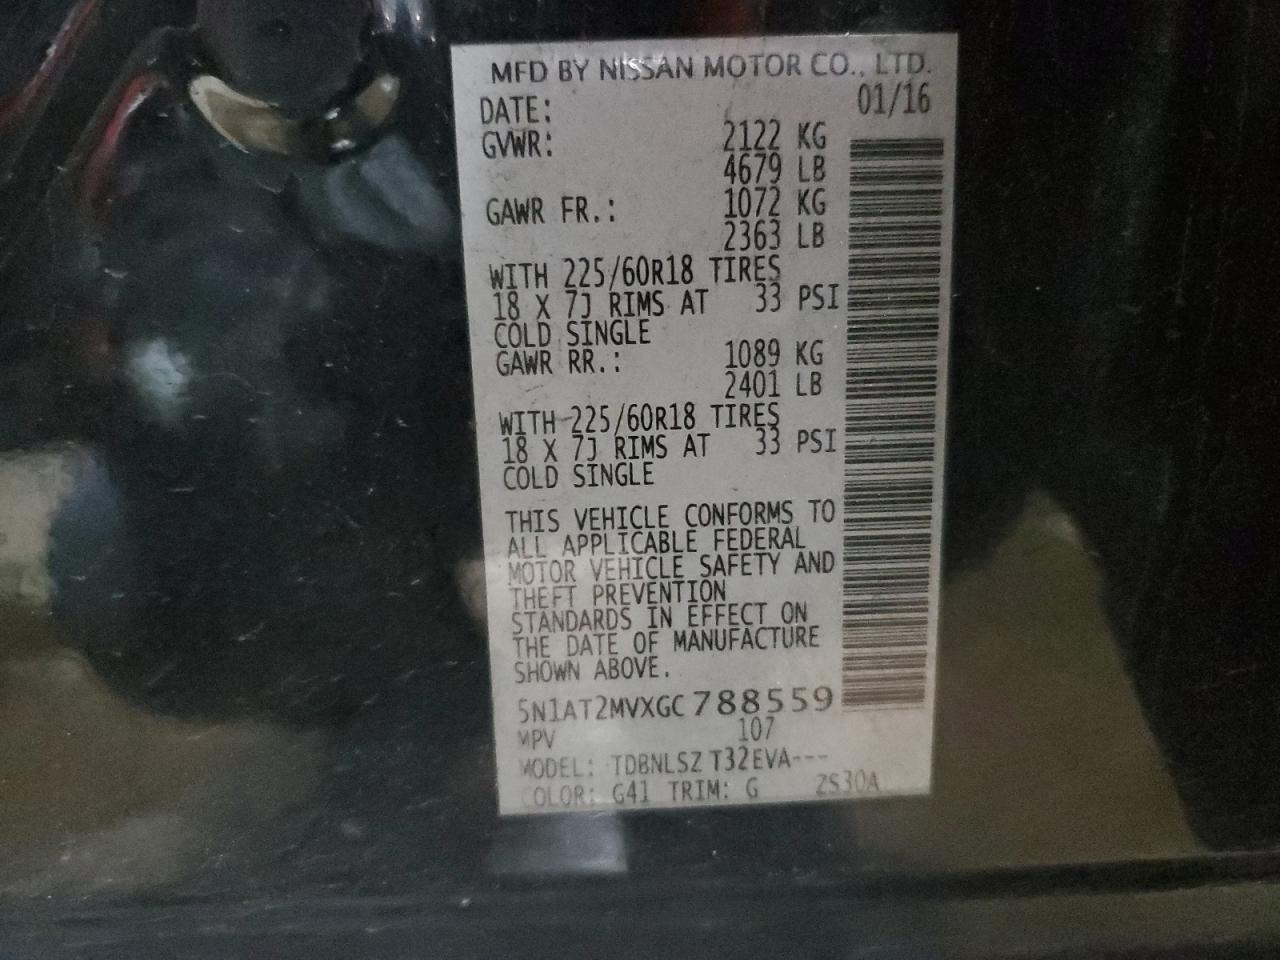 MFD BY NISSAN MOTOR CO., LTD.
DATE: 01/16
GVWR: 2122 KG
4679 LB
GAWR FR.: 1072 KG
2363 LB
WITH 225/60R18 TIRES
18 X 7J RIMS AT 33 PSI
COLD SINGLE
GAWR RR.: 1089 KG
2401 LB
WITH 225/60R18 TIRES
18 X 7J RIMS AT 33 PSI
COLD SINGLE
THIS VEHICLE CONFORMS TO
ALL APPLICABLE FEDERAL
MOTOR VEHICLE SAFETY AND
THEFT PREVENTION
STANDARDS IN EFFECT ON
THE DATE OF MANUFACTURE
SHOWN ABOVE.
5N1AT2MVXGC788559
MPV 107
MODEL: TDBNLSZ T32EVA---
COLOR: G41 TRIM: G 2S30A